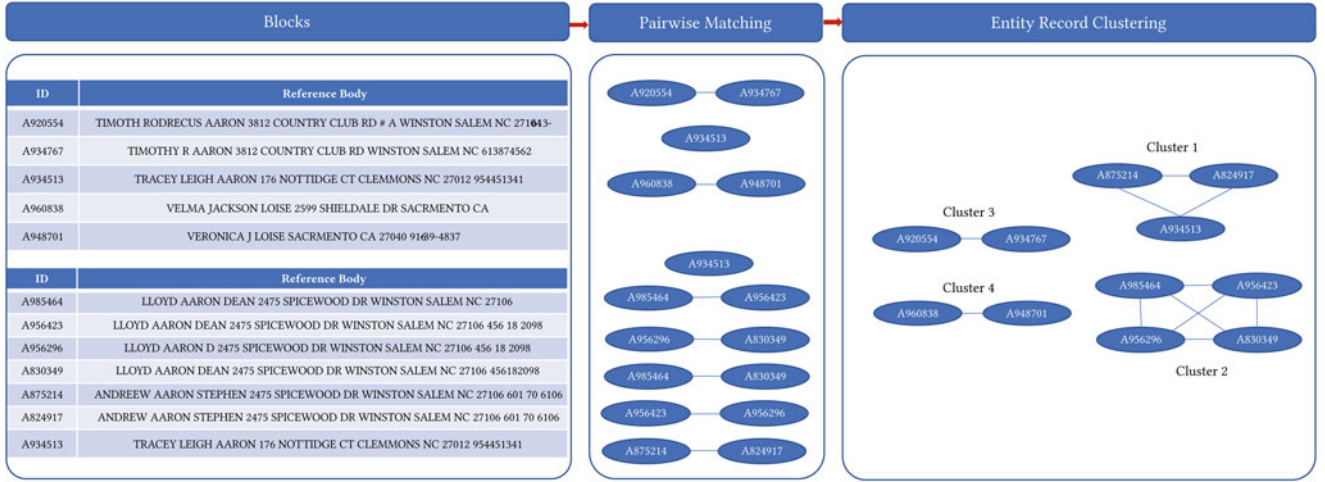 Blocks
Pairwise Matching
Entity Record Clustering
ID Reference Body
A920554 TIMOTH RODRECUS AARON 3812 COUNTRY CLUB RD # A WINSTON SALEM NC
A934767 TIMOTHY R AARON 3812 COUNTRY CLUB RD WINSTON SALEM NC 613874562
A934513 TRACEY LEIGH AARON 176 NOTTIDGE CT CLEMMONS NC 27012 954451341
A960838 VELMA JACKSON LOISE 2599 SHIELDALE DR SACRMENTO CA
A948701 VERONICA J LOISE SACRMENTO CA 27040
ID Reference Body
A985464 LLOYD AARON DEAN 2475 SPICEWOOD DR WINSTON SALEM NC 27106
A956423 LLOYD AARON DEAN 2475 SPICEWOOD DR WINSTON SALEM NC 27106 456 18 2098
A956296 LLOYD AARON D 2475 SPICEWOOD DR WINSTON SALEM NC 27106 456 18 2098
A830349 LLOYD AARON DEAN 2475 SPICEWOOD DR WINSTON SALEM NC 27106 456182098
A875214 ANDREEW AARON STEPHEN 2475 SPICEWOOD DR WINSTON SALEM NC 27106 601 70 6106
A824917 ANDREW AARON STEPHEN 2475 SPICEWOOD DR WINSTON SALEM NC 27106 601 70 6106
A934513 TRACEY LEIGH AARON 176 NOTTIDGE CT CLEMMONS NC 27012 954451341
A920554 A934767
A934513
A960838 A948701
A934513
A985464 A956423
A956296 A830349
A985464 A830349
A956423 A956296
A875214 A824917
Cluster 1
A875214 A824917
A934513
Cluster 3
A920554 A934767
Cluster 4
A960838 A948701
A985464 A956423
A956296 A830349
Cluster 2